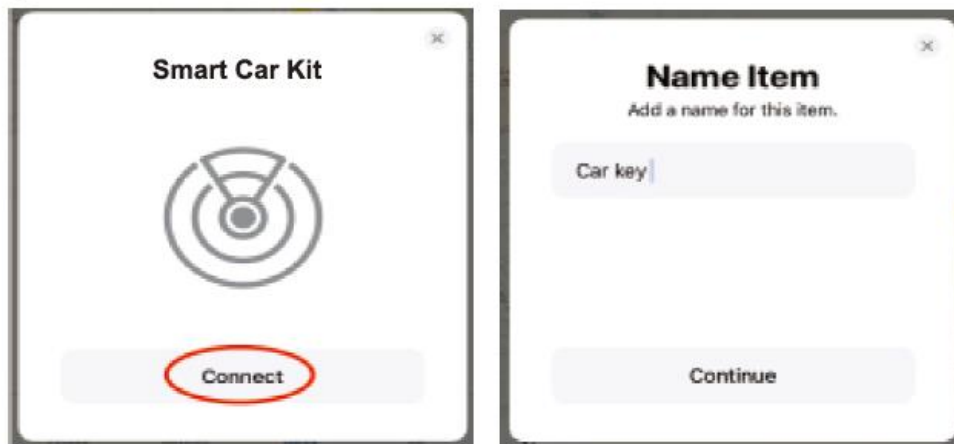 Smart Car Kit
Connect
Name Item
Add a name for this item.
Car key
Continue